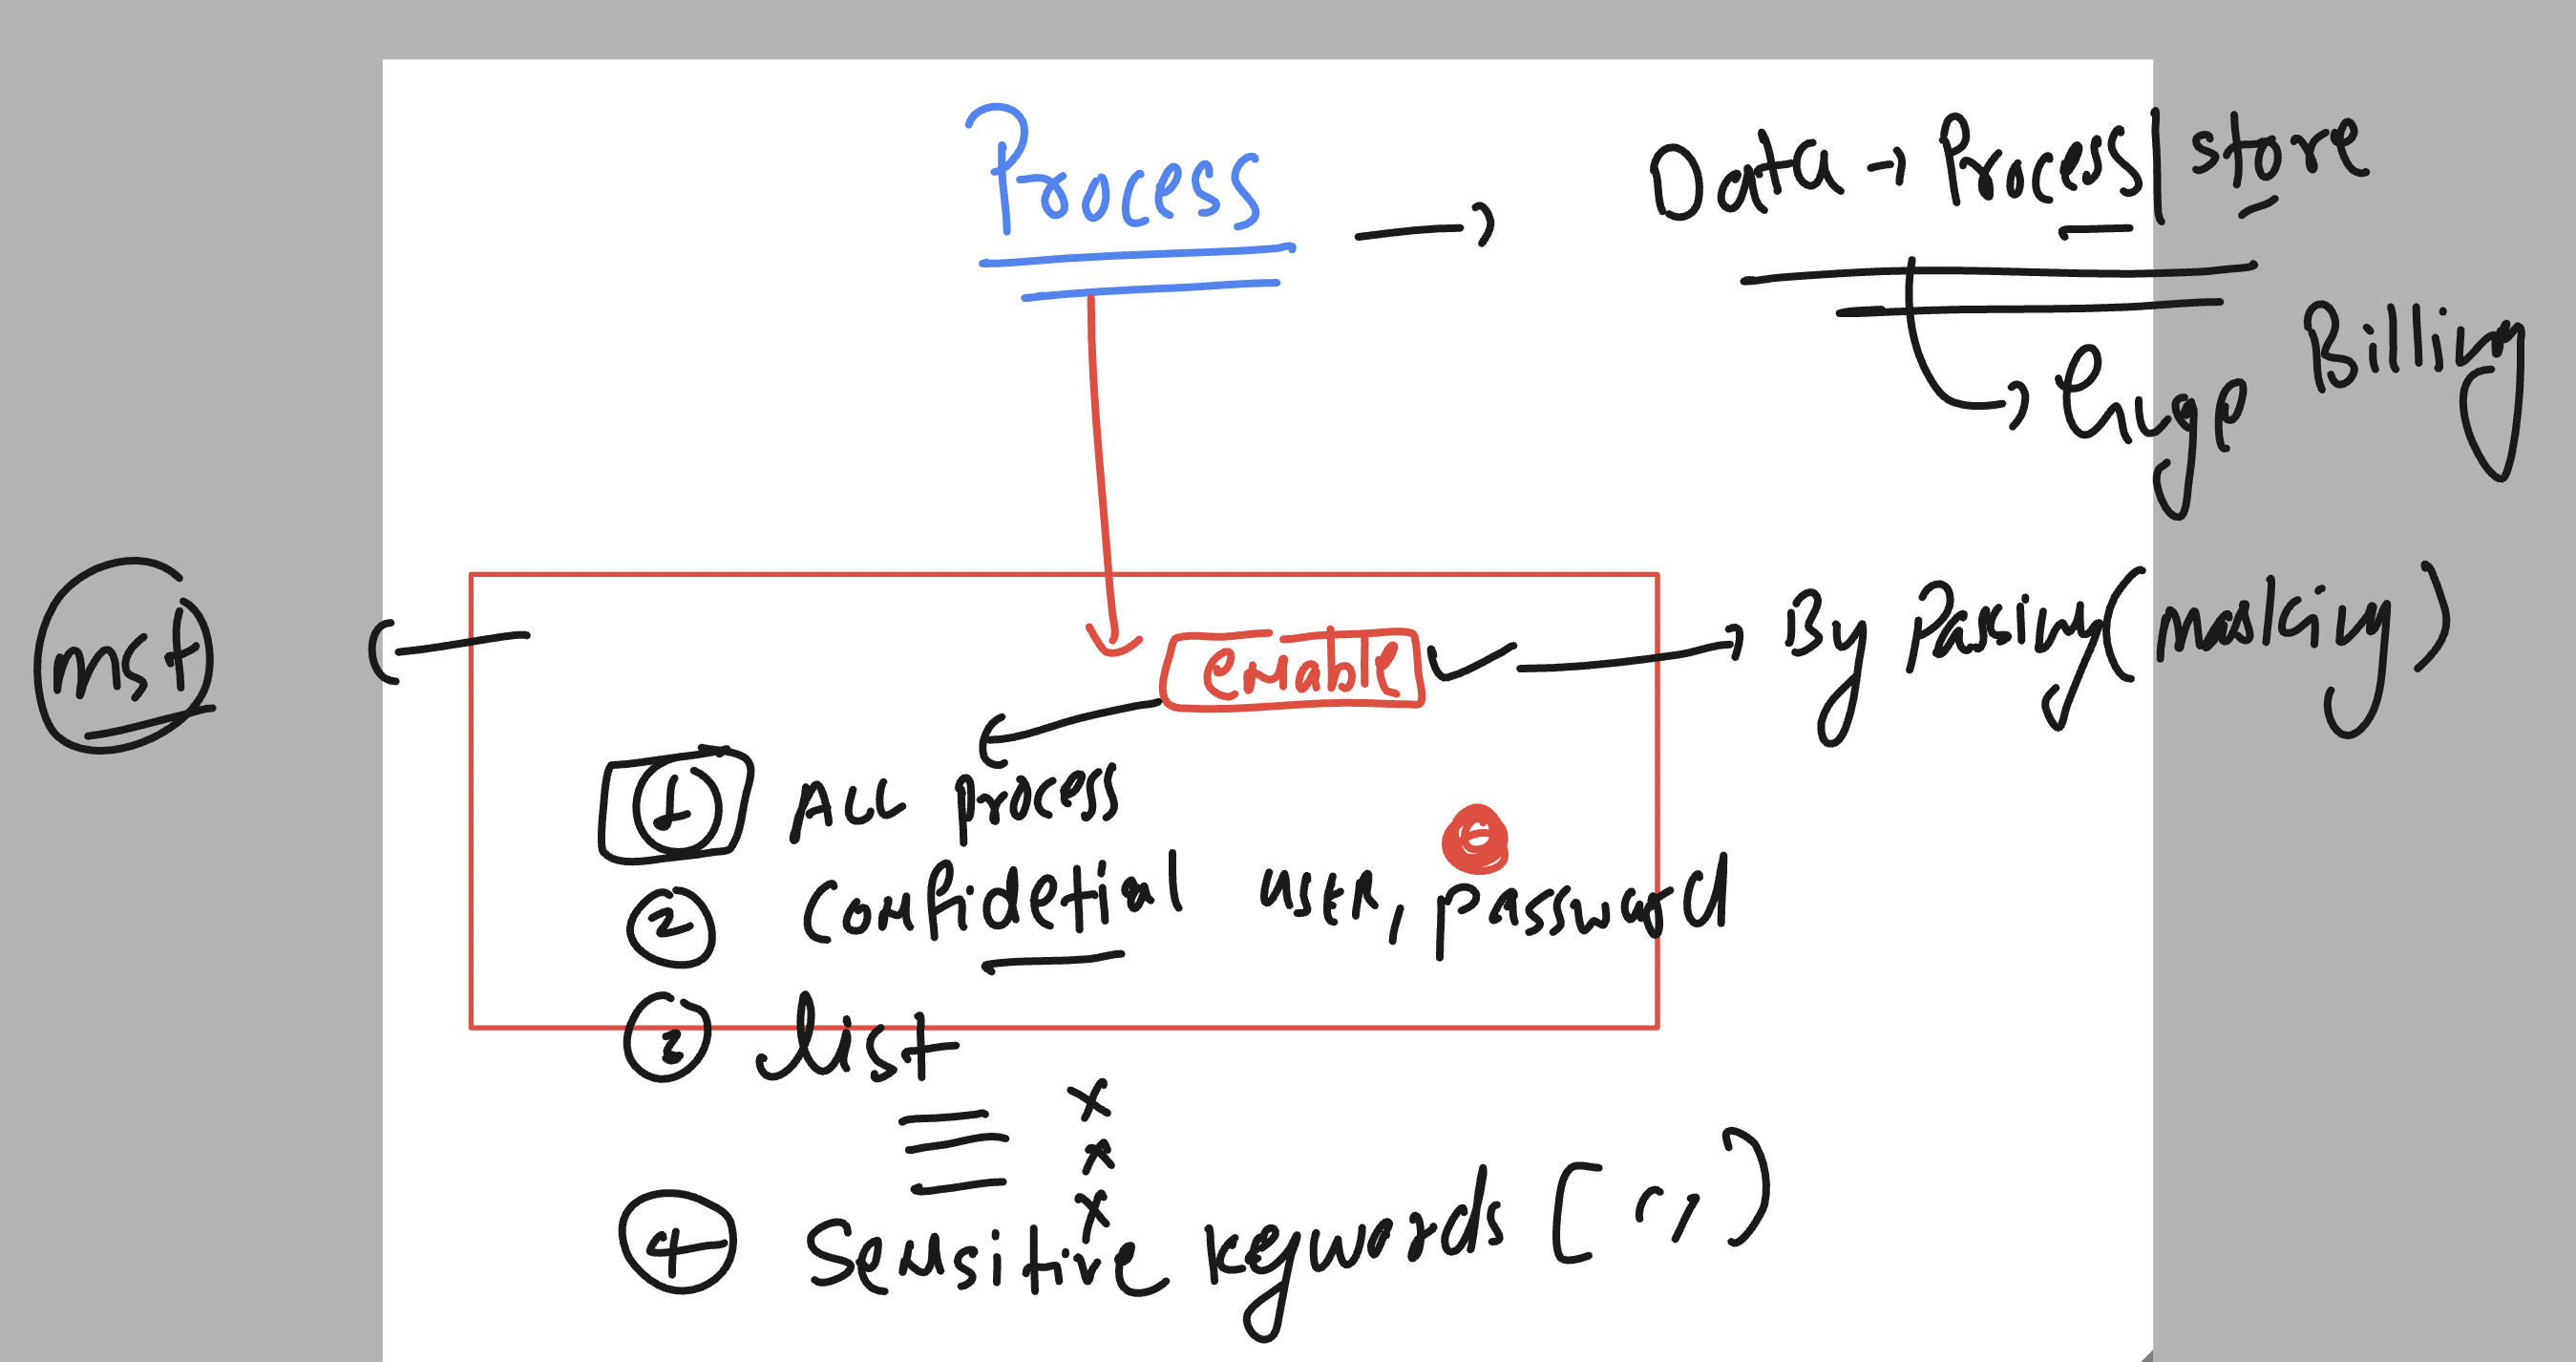 Process → Data → Process | store
→ huge Billing
mst
enable ✓ → By Passing (masking)
1 All process
2 Confidetial user, password
3 list
x
x
x
4 Sensitive keywords [ , , )